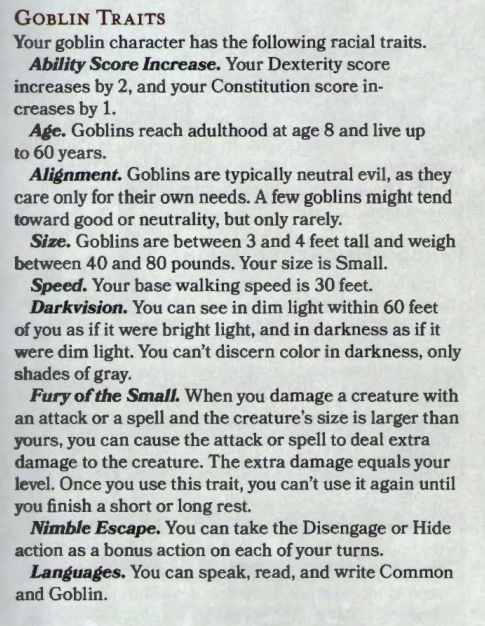 GOBLIN TRAITS
Your goblin character has the following racial traits.
Ability Score Increase. Your Dexterity score
increases by 2, and your Constitution score in-
creases by 1.
Age. Goblins reach adulthood at age 8 and live up
to 60 years.
Alignment. Goblins are typically neutral evil, as they
care only for their own needs. A few goblins might tend
toward good or neutrality, but only rarely.
Size. Goblins are between 3 and 4 feet tall and weigh
between 40 and 80 pounds. Your size is Small.
Speed. Your base walking speed is 30 feet.
Darkvision. You can see in dim light within 60 feet
of you as if it were bright light, and in darkness as if it
were dim light. You can't discern color in darkness, only
shades of gray.
Fury of the Small. When you damage a creature with
an attack or a spell and the creature's size is larger than
yours, you can cause the attack or spell to deal extra
damage to the creature. The extra damage equals your
level. Once you use this trait, you can't use it again until
you finish a short or long rest.
Nimble Escape. You can take the Disengage or Hide
action as a bonus action on each of your turns.
Languages. You can speak, read, and write Common
and Goblin.